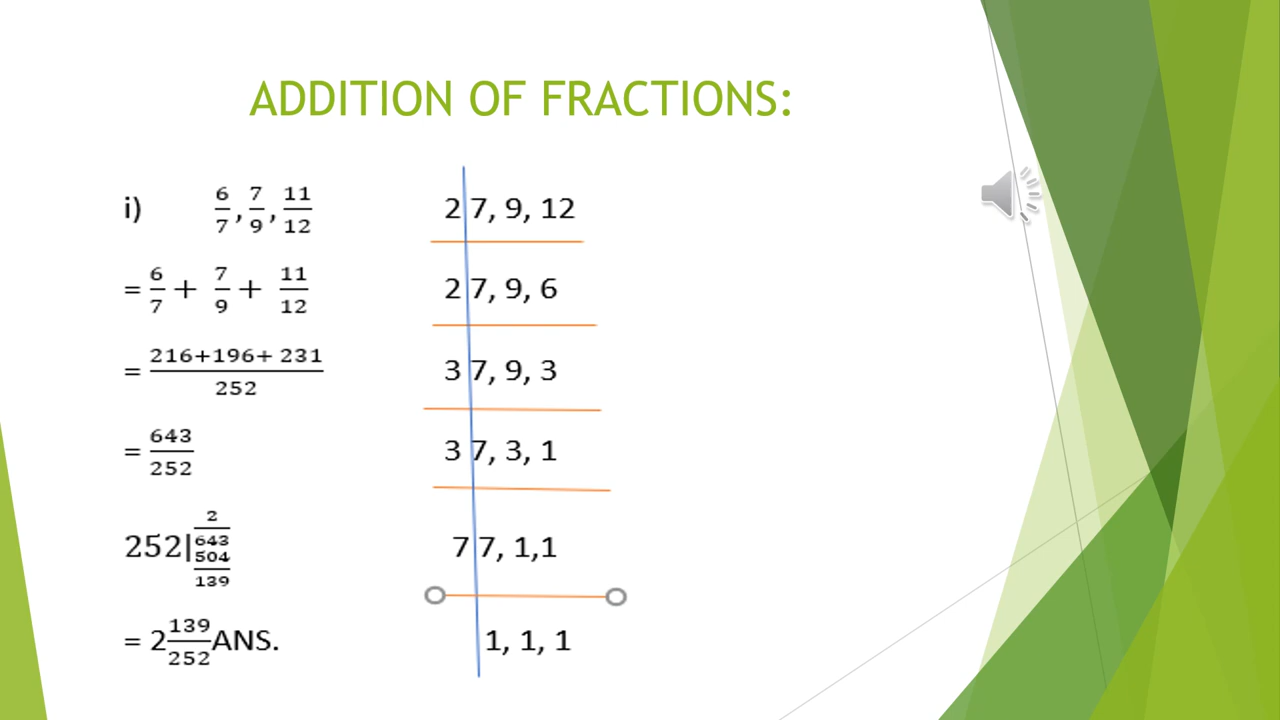 ADDITION OF FRACTIONS:
i) 6/7, 7/9, 11/12
= 6/7 + 7/9 + 11/12
= 216+196+ 231/252
= 643/252
2
252|643
504
139
= 2 139/252 ANS.
2 7, 9, 12
2 7, 9, 6
3 7, 9, 3
3 7, 3, 1
7 7, 1,1
1, 1, 1